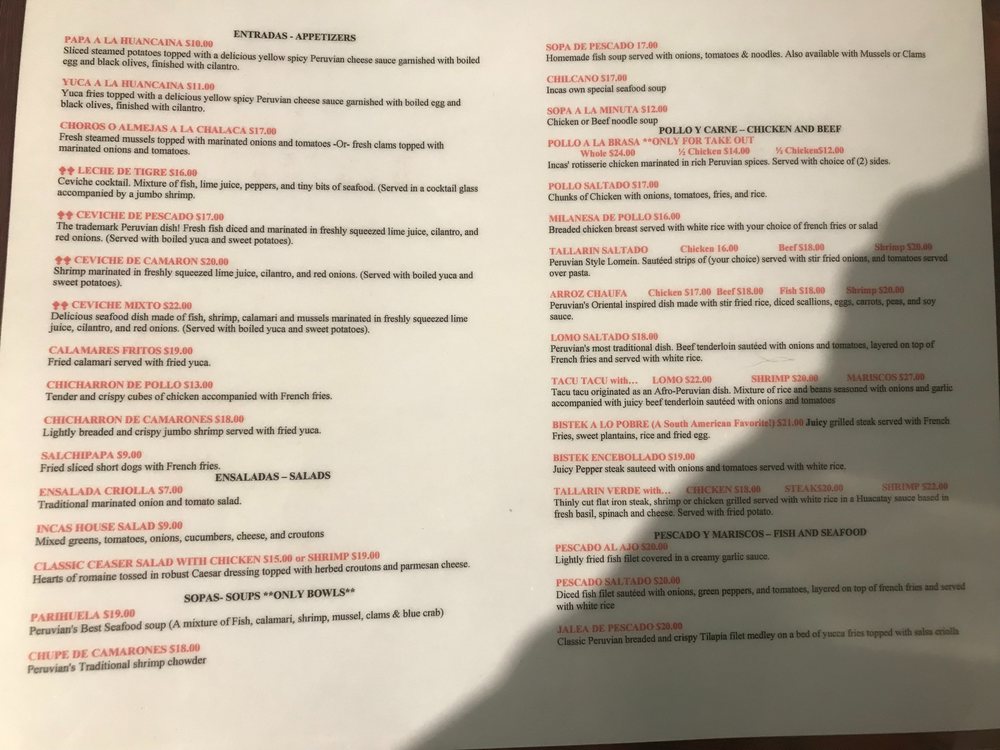 ENTRADAS - APPETIZERS
PAPA A LA HUANCAINA $10.00
Sliced steamed potatoes topped with a delicious yellow spicy Peruvian cheese sauce garnished with boiled
egg and black olives, finished with cilantro.
YUCA A LA HUANCAINA $11.00
Yuca fries topped with a delicious yellow spicy Peruvian cheese sauce garnished with boiled egg and
black olives, finished with cilantro.
CHOROS O ALMEJAS A LA CHALACA $17.00
Fresh steamed mussels topped with marinated onions and tomatoes -Or- fresh clams topped with
marinated onions and tomatoes.
LECHE DE TIGRE $16.00
Ceviche cocktail. Mixture of fish, lime juice, peppers, and tiny bits of seafood. (Served in a cocktail glass
accompanied by a jumbo shrimp.
CEVICHE DE PESCADO $17.00
The trademark Peruvian dish! Fresh fish diced and marinated in freshly squeezed lime juice, cilantro, and
red onions. (Served with boiled yuca and sweet potatoes).
CEVICHE DE CAMARON $20.00
Shrimp marinated in freshly squeezed lime juice, cilantro, and red onions. (Served with boiled yuca and
sweet potatoes).
CEVICHE MIXTO $22.00
Delicious seafood dish made of fish, shrimp, calamari and mussels marinated in freshly squeezed lime
juice, cilantro, and red onions. (Served with boiled yuca and sweet potatoes).
CALAMARES FRITOS $19.00
Fried calamari served with fried yuca.
CHICHARRON DE POLLO $13.00
Tender and crispy cubes of chicken accompanied with French fries.
CHICHARRON DE CAMARONES $18.00
Lightly breaded and crispy jumbo shrimp served with fried yuca.
SALCHIPAPA $9.00
Fried sliced short dogs with French fries.
ENSALADAS – SALADS
ENSALADA CRIOLLA $7.00
Traditional marinated onion and tomato salad.
INCAS HOUSE SALAD $9.00
Mixed greens, tomatoes, onions, cucumbers, cheese, and croutons
CLASSIC CEASER SALAD WITH CHICKEN $15.00 or SHRIMP $19.00
Hearts of romaine tossed in robust Caesar dressing topped with herbed croutons and parmesan cheese.
SOPAS- SOUPS **ONLY BOWLS**
PARIHUELA $19.00
Peruvian's Best Seafood soup (A mixture of Fish, calamari, shrimp, mussel, clams & blue crab)
CHUPE DE CAMARONES $18.00
Peruvian's Traditional shrimp chowder
SOPA DE PESCADO 17.00
Homemade fish soup served with onions, tomatoes & noodles. Also available with Mussels or Clams
CHILCANO $17.00
Incas own special seafood soup
SOPA A LA MINUTA $12.00
Chicken or Beef noodle soup
POLLO Y CARNE – CHICKEN AND BEEF
POLLO A LA BRASA **ONLY FOR TAKE OUT
Whole $24.00 ½ Chicken $14.00 ½ Chicken$12.00
Incas' rotisserie chicken marinated in rich Peruvian spices. Served with choice of (2) sides.
POLLO SALTADO $17.00
Chunks of Chicken with onions, tomatoes, fries, and rice.
MILANESA DE POLLO $16.00
Breaded chicken breast served with white rice with your choice of french fries or salad
TALLARIN SALTADO Chicken 16.00 Beef $18.00 Shrimp $20.00
Peruvian Style Lomein. Sautéed strips of (your choice) served with stir fried onions, and tomatoes served
over pasta.
ARROZ CHAUFA Chicken $17.00 Beef $18.00 Fish $18.00 Shrimp $20.00
Peruvian's Oriental inspired dish made with stir fried rice, diced scallions, eggs, carrots, peas, and soy
sauce.
LOMO SALTADO $18.00
Peruvian's most traditional dish. Beef tenderloin sautéed with onions and tomatoes, layered on top of
French fries and served with white rice.
TACU TACU with… LOMO $22.00 SHRIMP $20.00 MARISCOS $27.00
Tacu tacu originated as an Afro-Peruvian dish. Mixture of rice and beans seasoned with onions and garlic
accompanied with juicy beef tenderloin sautéed with onions and tomatoes
BISTEK A LO POBRE (A South American Favorite!) $21.00 Juicy grilled steak served with French
Fries, sweet plantains, rice and fried egg.
BISTEK ENCEBOLLADO $19.00
Juicy Pepper steak sauteed with onions and tomatoes served with white rice.
TALLARIN VERDE with… CHICKEN $18.00 STEAK$20.00 SHRIMP $22.00
Thinly cut flat iron steak, shrimp or chicken grilled served with white rice in a Huacatay sauce based in
fresh basil, spinach and cheese. Served with fried potato.
PESCADO Y MARISCOS – FISH AND SEAFOOD
PESCADO AL AJO $20.00
Lightly fried fish filet covered in a creamy garlic sauce.
PESCADO SALTADO $20.00
Diced fish filet sautéed with onions, green peppers, and tomatoes, layered on top of french fries and served
with white rice
JALEA DE PESCADO $20.00
Classic Peruvian breaded and crispy Tilapia filet medley on a bed of yucca fries topped with salsa criolla